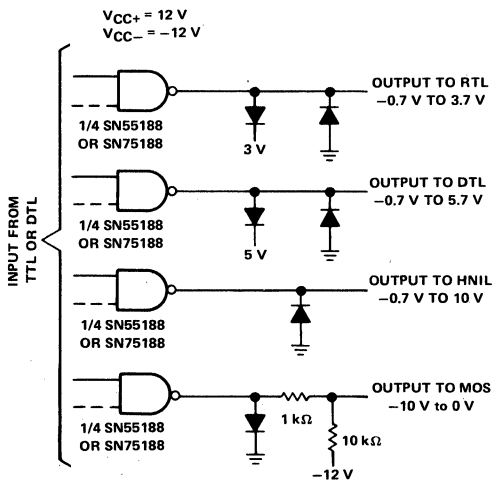 VCC+ = 12 V
VCC– = –12 V
INPUT FROM
TTL OR DTL
1/4 SN55188
OR SN75188
3 V
OUTPUT TO RTL
–0.7 V TO 3.7 V
1/4 SN55188
OR SN75188
5 V
OUTPUT TO DTL
–0.7 V TO 5.7 V
1/4 SN55188
OR SN75188
OUTPUT TO HNIL
–0.7 V TO 10 V
1/4 SN55188
OR SN75188
1 kΩ
10 kΩ
–12 V
OUTPUT TO MOS
–10 V to 0 V